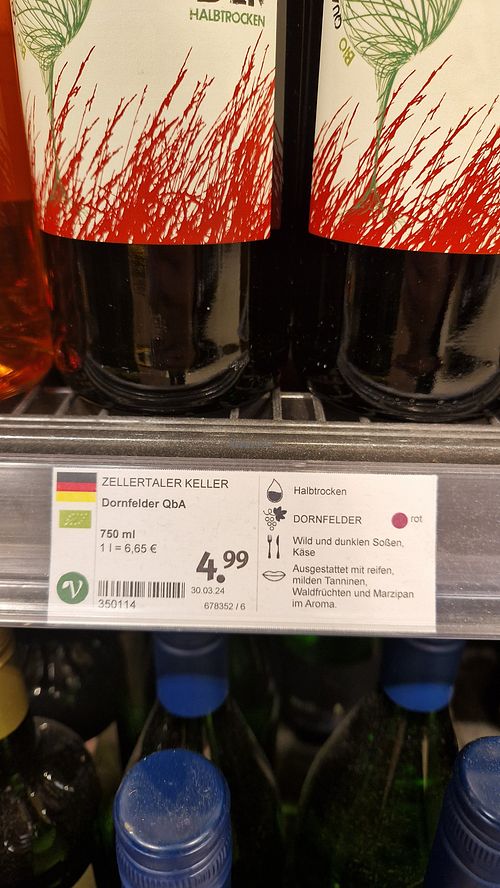 HALBTROCKEN
BIO
ZELLERTALER KELLER
Dornfelder QbA
750 ml
1 l = 6,65 €
4.99
30.03.24
350114
678352 / 6
V
Halbtrocken
DORNFELDER
rot
Wild und dunklen Soßen,
Käse
Ausgestattet mit reifen,
milden Tanninen,
Waldfrüchten und Marzipan
im Aroma.